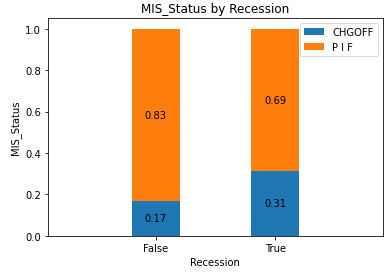 MIS_Status by Recession
CHGOFF
P I F
MIS_Status
1.0
0.8
0.6
0.4
0.2
0.0
0.83
0.69
0.17
0.31
False
True
Recession